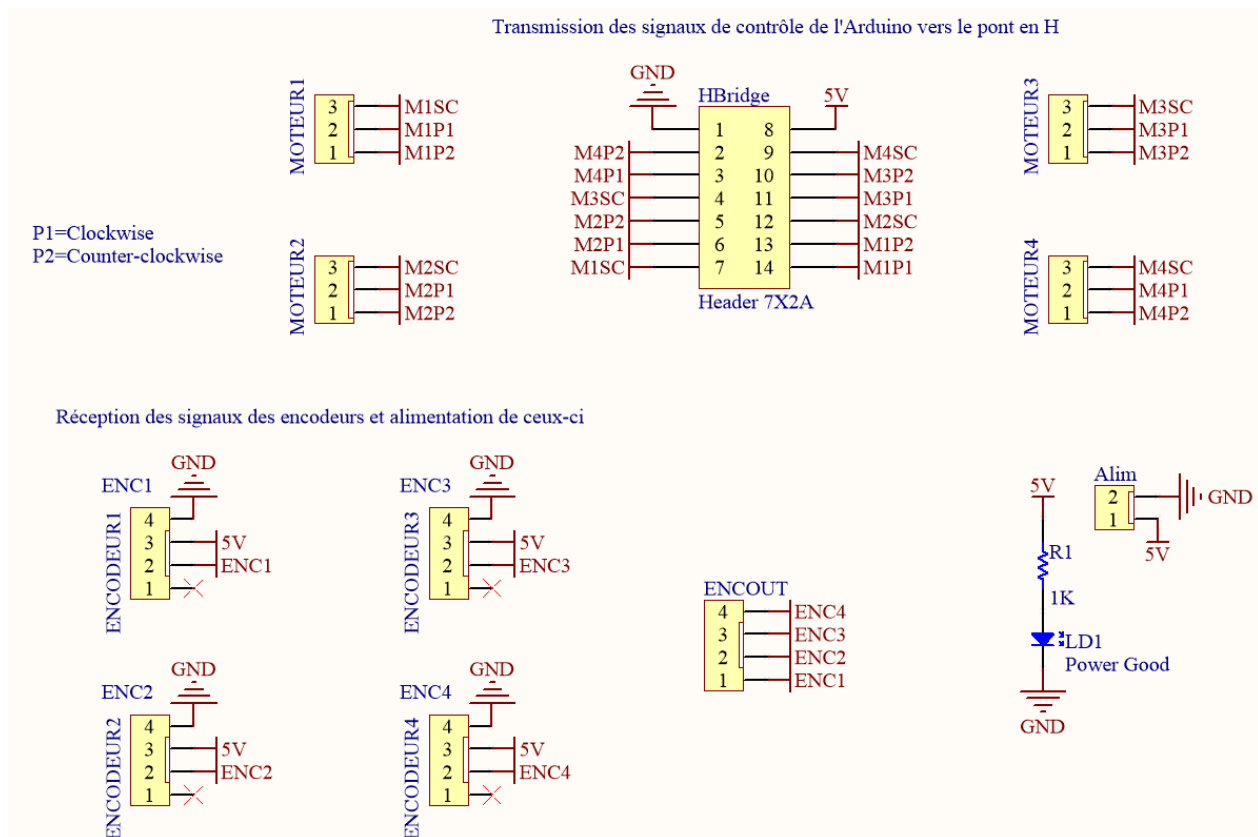 Transmission des signaux de contrôle de l'Arduino vers le pont en H
MOTEUR1
3 M1SC
2 M1P1
1 M1P2
GND
HBridge
5V
1 8
M4P2 2 9 M4SC
M4P1 3 10 M3P2
M3SC 4 11 M3P1
M2P2 5 12 M2SC
M2P1 6 13 M1P2
M1SC 7 14 M1P1
Header 7X2A
MOTEUR3
3 M3SC
2 M3P1
1 M3P2
P1=Clockwise
P2=Counter-clockwise
MOTEUR2
3 M2SC
2 M2P1
1 M2P2
MOTEUR4
3 M4SC
2 M4P1
1 M4P2
Réception des signaux des encodeurs et alimentation de ceux-ci
GND
ENC1
ENCODEUR1
4
3 5V
2 ENC1
1
GND
ENC3
ENCODEUR3
4
3 5V
2 ENC3
1
GND
ENC2
ENCODEUR2
4
3 5V
2 ENC2
1
GND
ENC4
ENCODEUR4
4
3 5V
2 ENC4
1
ENCOUT
4 ENC4
3 ENC3
2 ENC2
1 ENC1
5V
R1
1K
LD1
Power Good
GND
Alim
2 GND
1
5V